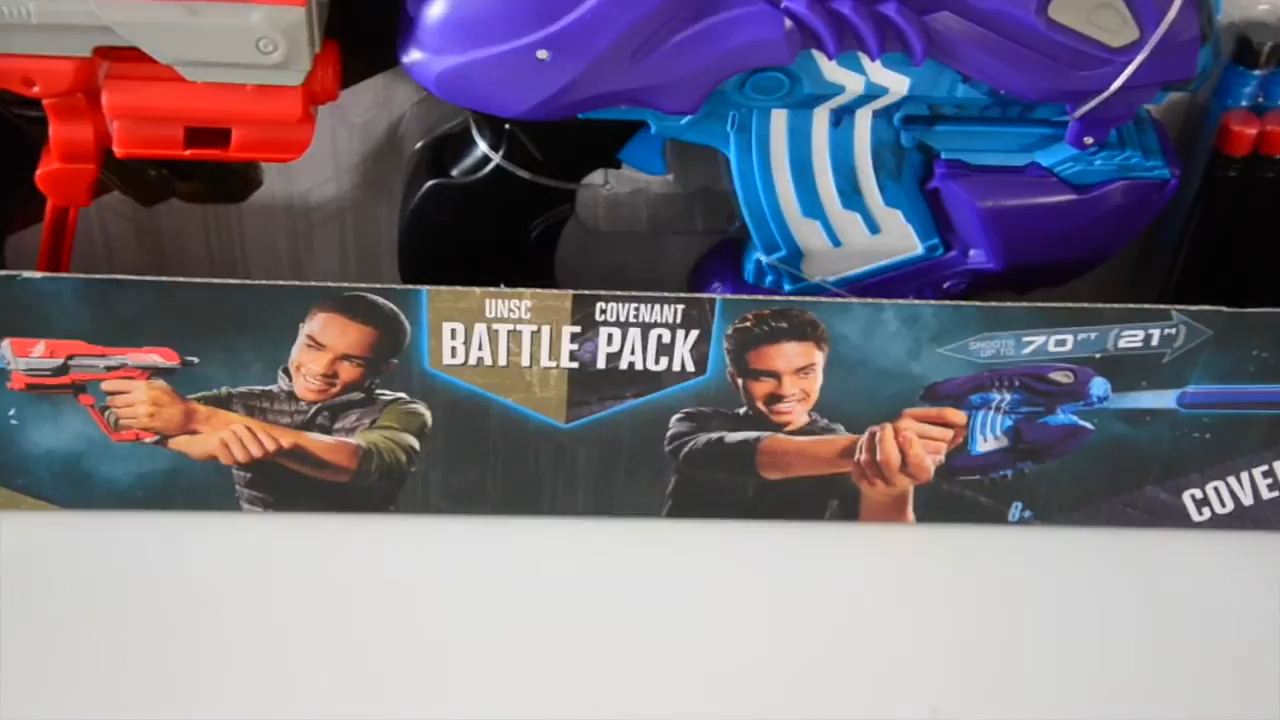 UNSC COVENANT
BATTLE PACK
SHOOTS UP TO 70 FT (21 M)
8+
COVE